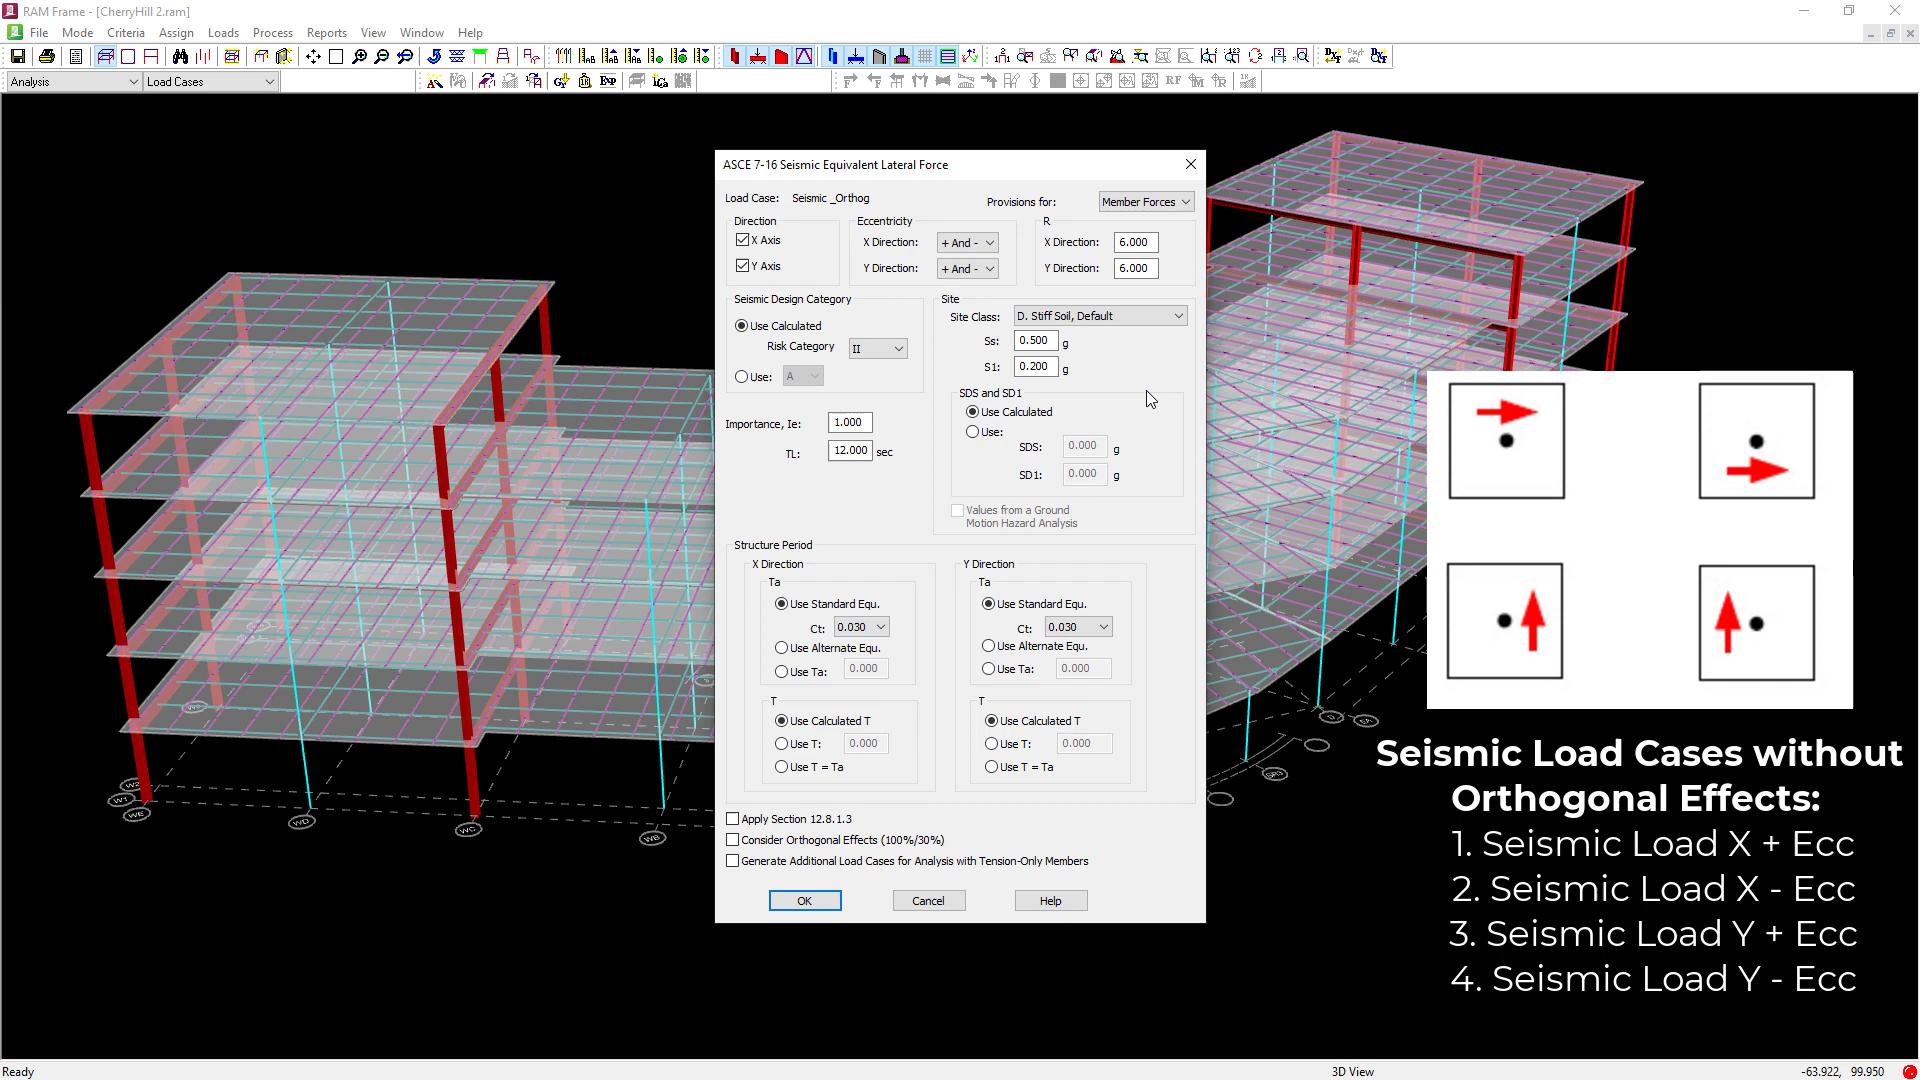 RAM Frame - [CherryHill 2.ram]
File Mode Criteria Assign Loads Process Reports View Window Help
Analysis Load Cases
ASCE 7-16 Seismic Equivalent Lateral Force
Load Case: Seismic _Orthog
Provisions for: Member Forces
Direction
X Axis
Y Axis
Eccentricity
X Direction: + And -
Y Direction: + And -
R
X Direction: 6.000
Y Direction: 6.000
Seismic Design Category
Use Calculated
Risk Category II
Use: A
Importance, Ie: 1.000
TL: 12.000 sec
Site
Site Class: D. Stiff Soil, Default
Ss: 0.500 g
S1: 0.200 g
SDS and SD1
Use Calculated
Use:
SDS: 0.000 g
SD1: 0.000 g
Values from a Ground
Motion Hazard Analysis
Structure Period
X Direction
Ta
Use Standard Equ.
Ct: 0.030
Use Alternate Equ.
Use Ta: 0.000
T
Use Calculated T
Use T: 0.000
Use T = Ta
Y Direction
Ta
Use Standard Equ.
Ct: 0.030
Use Alternate Equ.
Use Ta: 0.000
T
Use Calculated T
Use T: 0.000
Use T = Ta
Apply Section 12.8.1.3
Consider Orthogonal Effects (100%/30%)
Generate Additional Load Cases for Analysis with Tension-Only Members
OK Cancel Help
Seismic Load Cases without
Orthogonal Effects:
1. Seismic Load X + Ecc
2. Seismic Load X - Ecc
3. Seismic Load Y + Ecc
4. Seismic Load Y - Ecc
WE
WD
WC
WB
Ready
3D View
-63.922, 99.950